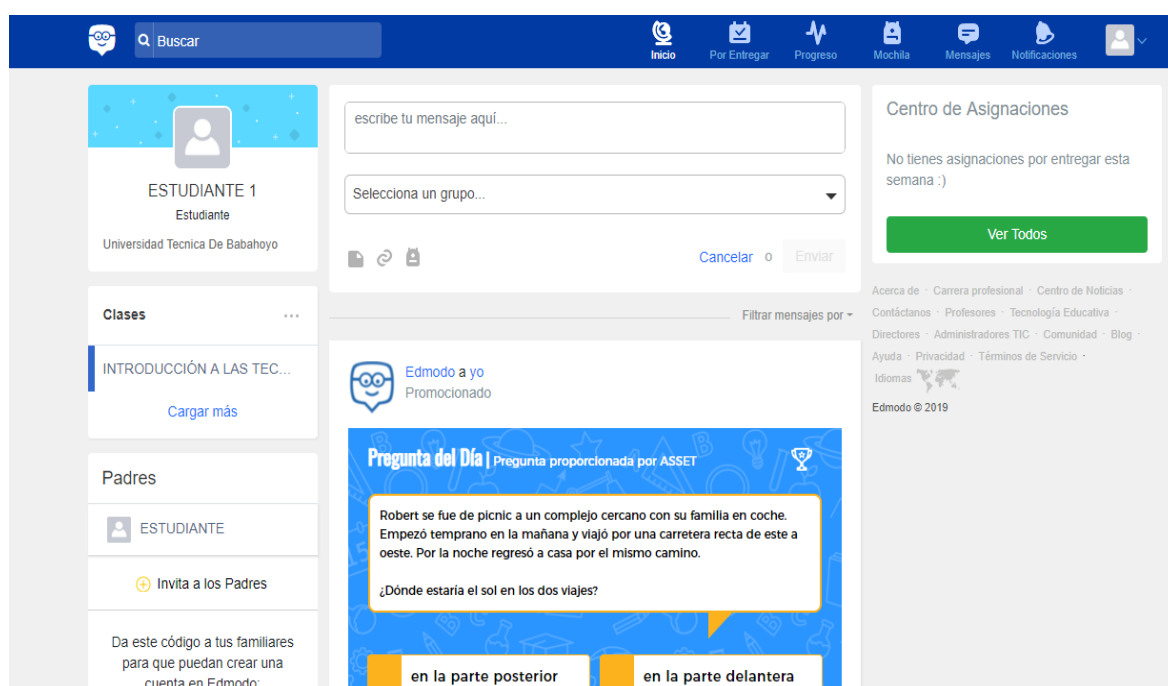 Buscar
Inicio
Por Entregar
Progreso
Mochila
Mensajes
Notificaciones
ESTUDIANTE 1
Estudiante
Universidad Tecnica De Babahoyo
Clases
INTRODUCCIÓN A LAS TEC...
Cargar más
Padres
ESTUDIANTE
Invita a los Padres
Da este código a tus familiares
para que puedan crear una
cuenta en Edmodo:
escribe tu mensaje aquí...
Selecciona un grupo...
Cancelar o Enviar
Filtrar mensajes por
Edmodo a yo
Promocionado
Pregunta del Día | Pregunta proporcionada por ASSET
Robert se fue de picnic a un complejo cercano con su familia en coche.
Empezó temprano en la mañana y viajó por una carretera recta de este a
oeste. Por la noche regresó a casa por el mismo camino.
¿Dónde estaría el sol en los dos viajes?
en la parte posterior
en la parte delantera
Centro de Asignaciones
No tienes asignaciones por entregar esta
semana :)
Ver Todos
Acerca de · Carrera profesional · Centro de Noticias ·
Contáctanos · Profesores · Tecnología Educativa ·
Directores · Administradores TIC · Comunidad · Blog ·
Ayuda · Privacidad · Términos de Servicio ·
Idiomas
Edmodo © 2019